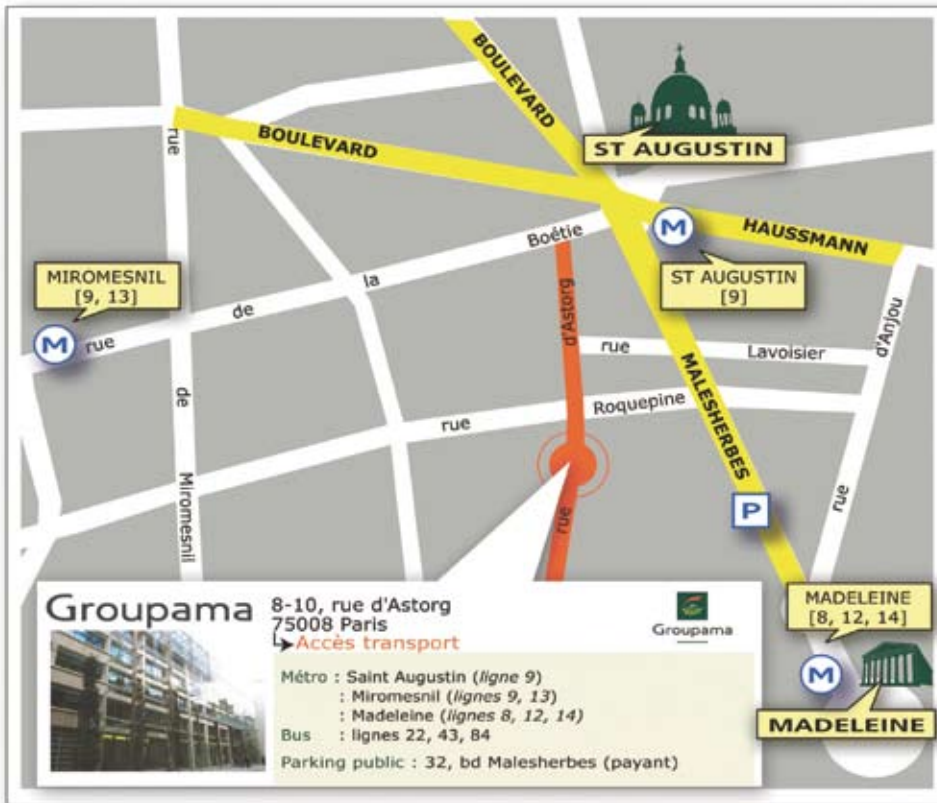 BOULEVARD
ST AUGUSTIN
rue
BOULEVARD
HAUSSMANN
Boêtie
MIROMESNIL
[9, 13]
M
rue
de
la
M
ST AUGUSTIN
[9]
d'Astorg
d'Anjou
rue
Lavoisier
MALESHERBES
de
rue
Roquepine
Miromesnil
rue
P
rue
MADELEINE
[8, 12, 14]
M
MADELEINE
Groupama
8-10, rue d'Astorg
75008 Paris
Accès transport
Groupama
Métro : Saint Augustin (ligne 9)
: Miromesnil (lignes 9, 13)
: Madeleine (lignes 8, 12, 14)
Bus : lignes 22, 43, 84
Parking public : 32, bd Malesherbes (payant)